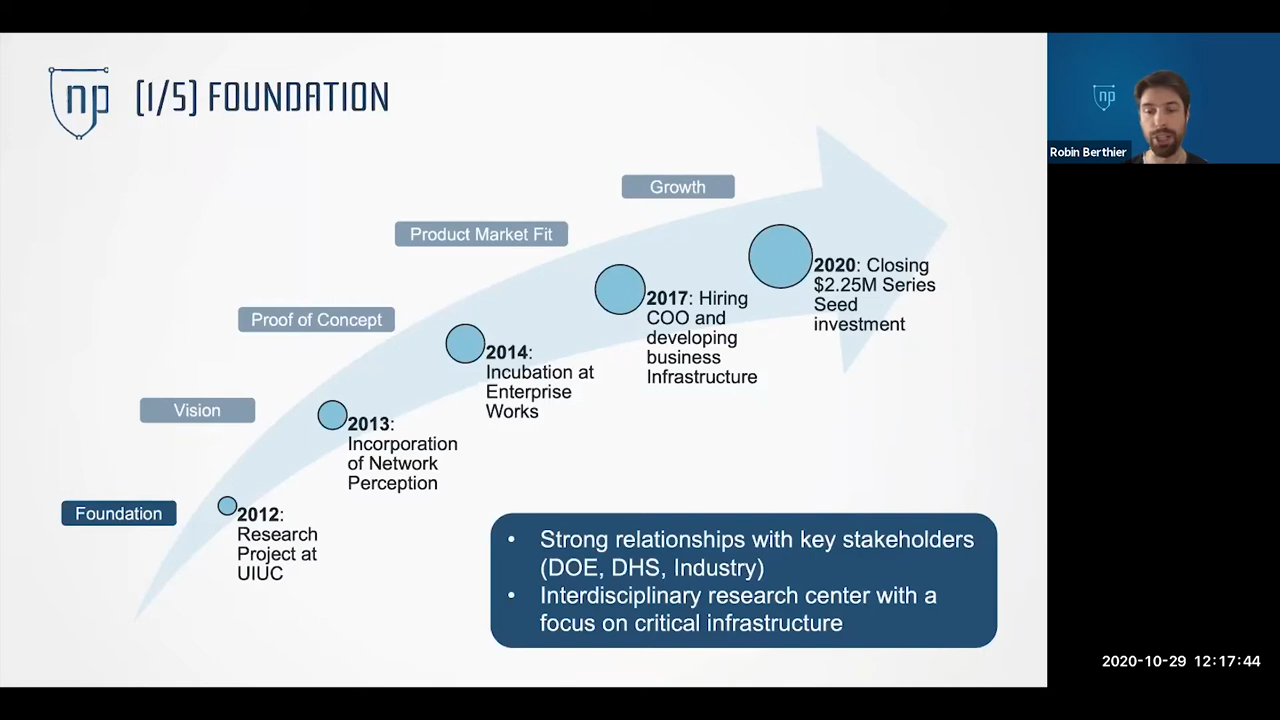 np [1/5] FOUNDATION
np
Robin Berthier
Growth
Product Market Fit
Proof of Concept
Vision
Foundation
2020: Closing
$2.25M Series
Seed
investment
2017: Hiring
COO and
developing
business
Infrastructure
2014:
Incubation at
Enterprise
Works
2013:
Incorporation
of Network
Perception
2012:
Research
Project at
UIUC
• Strong relationships with key stakeholders
(DOE, DHS, Industry)
• Interdisciplinary research center with a
focus on critical infrastructure
2020-10-29 12:17:44